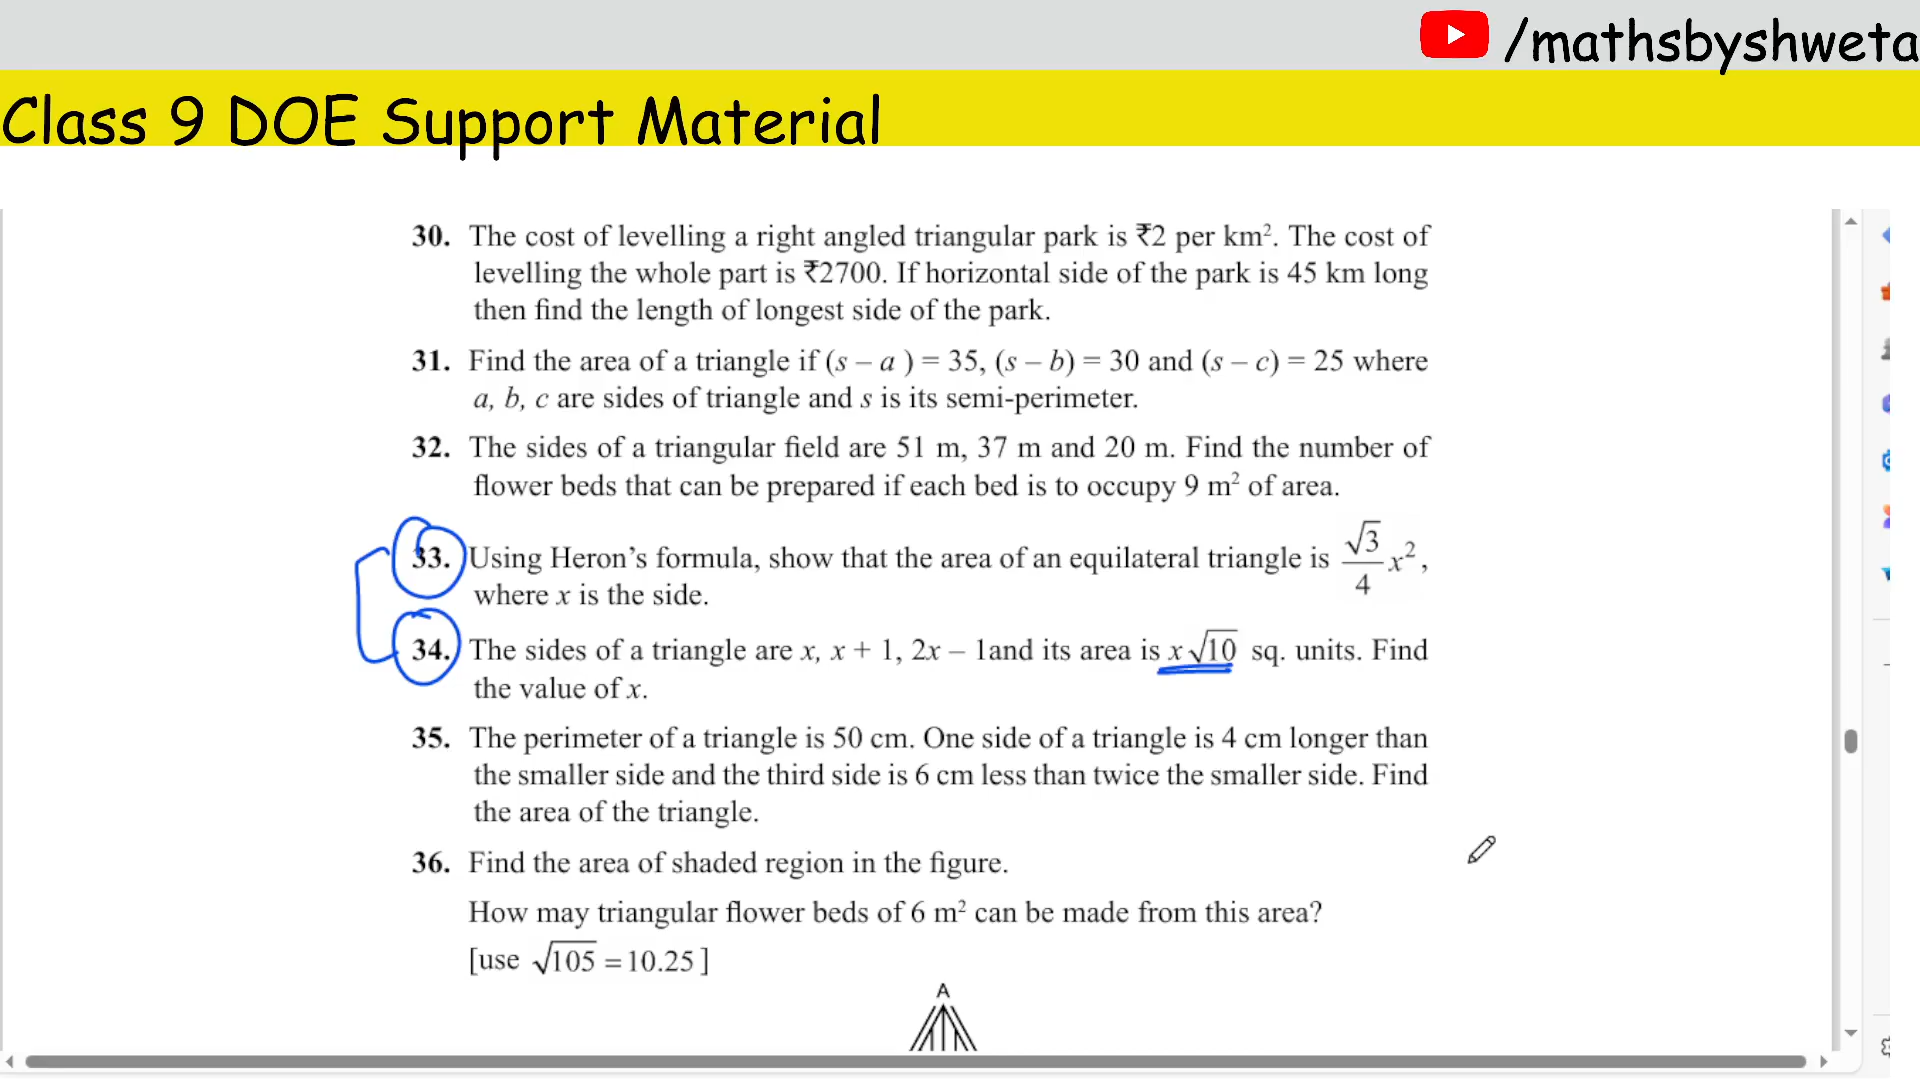 /mathsbyshweta
Class 9 DOE Support Material
30. The cost of levelling a right angled triangular park is ₹2 per km². The cost of
levelling the whole part is ₹2700. If horizontal side of the park is 45 km long
then find the length of longest side of the park.
31. Find the area of a triangle if (s – a ) = 35, (s – b) = 30 and (s – c) = 25 where
a, b, c are sides of triangle and s is its semi-perimeter.
32. The sides of a triangular field are 51 m, 37 m and 20 m. Find the number of
flower beds that can be prepared if each bed is to occupy 9 m² of area.
33. Using Heron’s formula, show that the area of an equilateral triangle is √3/4 x²,
where x is the side.
34. The sides of a triangle are x, x + 1, 2x – 1and its area is x√10 sq. units. Find
the value of x.
35. The perimeter of a triangle is 50 cm. One side of a triangle is 4 cm longer than
the smaller side and the third side is 6 cm less than twice the smaller side. Find
the area of the triangle.
36. Find the area of shaded region in the figure.
How may triangular flower beds of 6 m² can be made from this area?
[use √105 = 10.25 ]
A